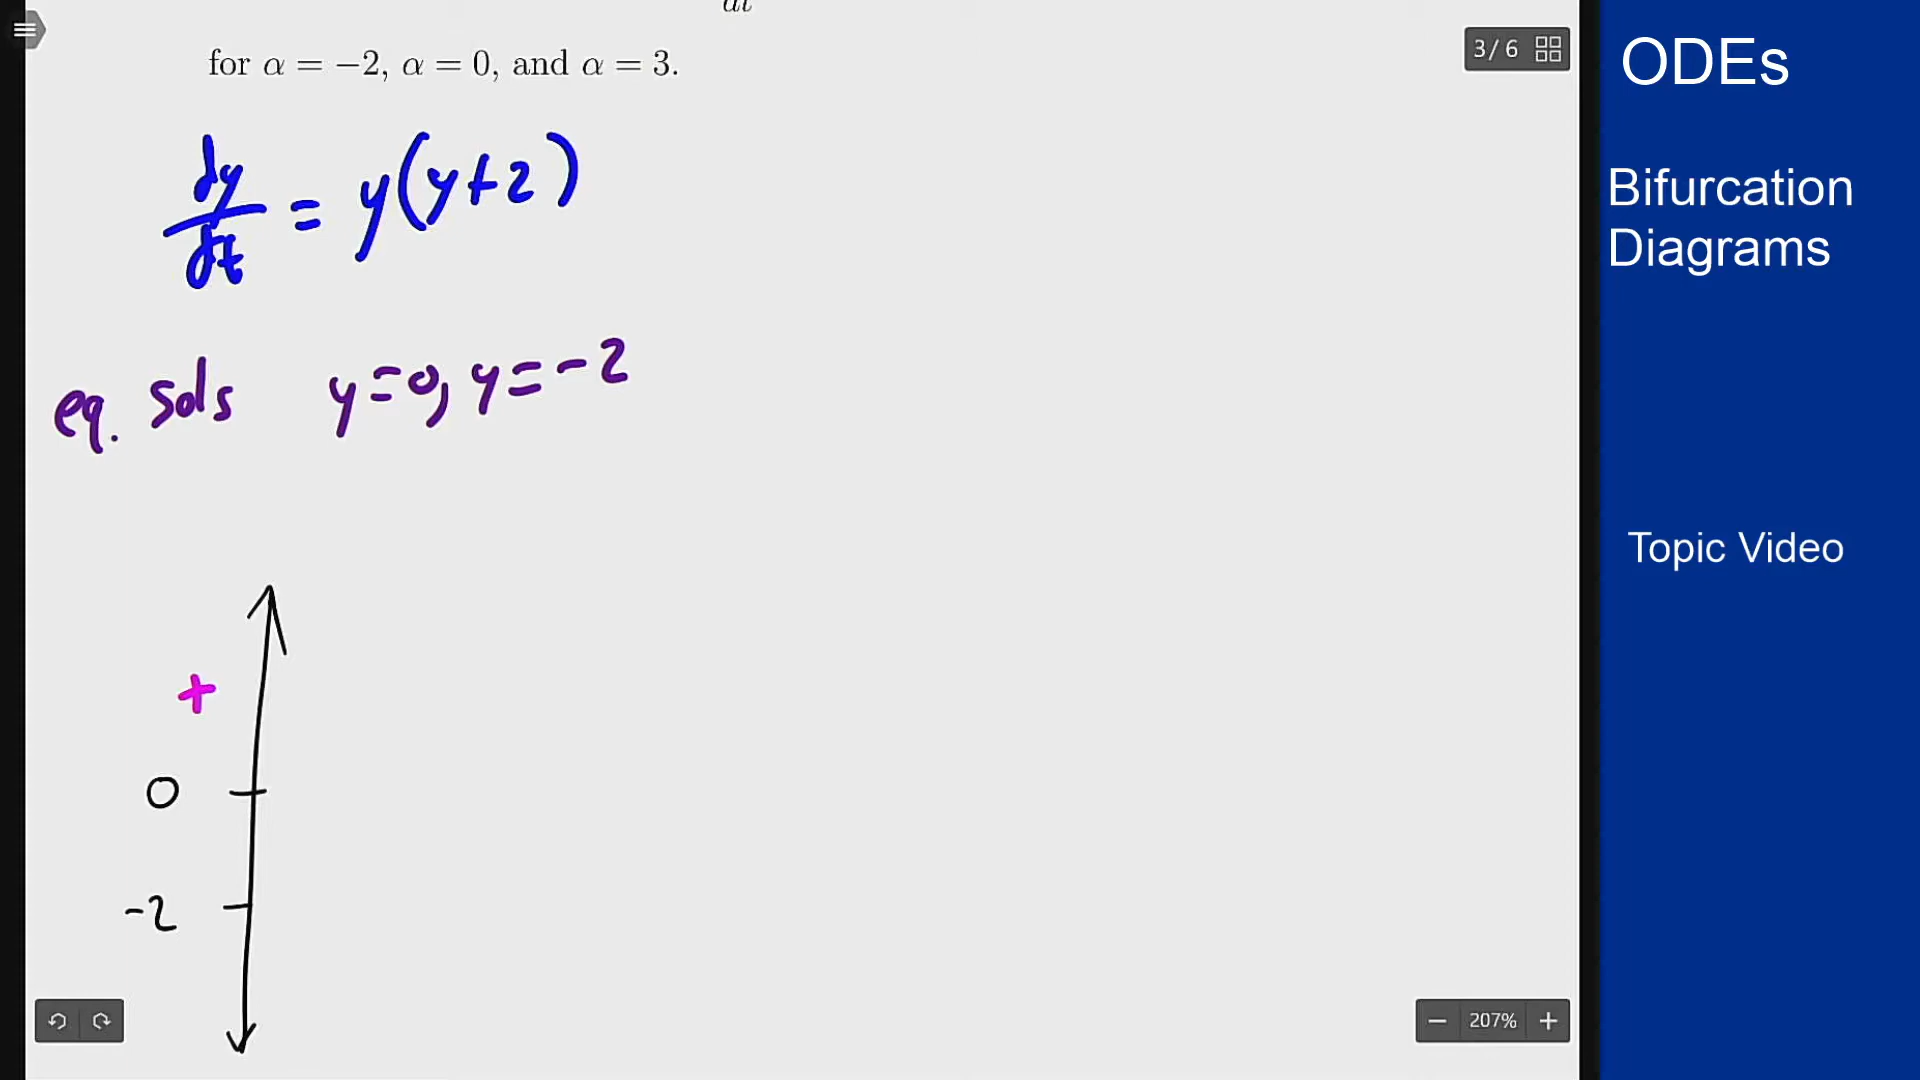 for α = −2, α = 0, and α = 3.
dy/dt = y(y+2)
eq. sols y=0, y=-2
+
0
-2
3/6
207%
ODEs
Bifurcation
Diagrams
Topic Video